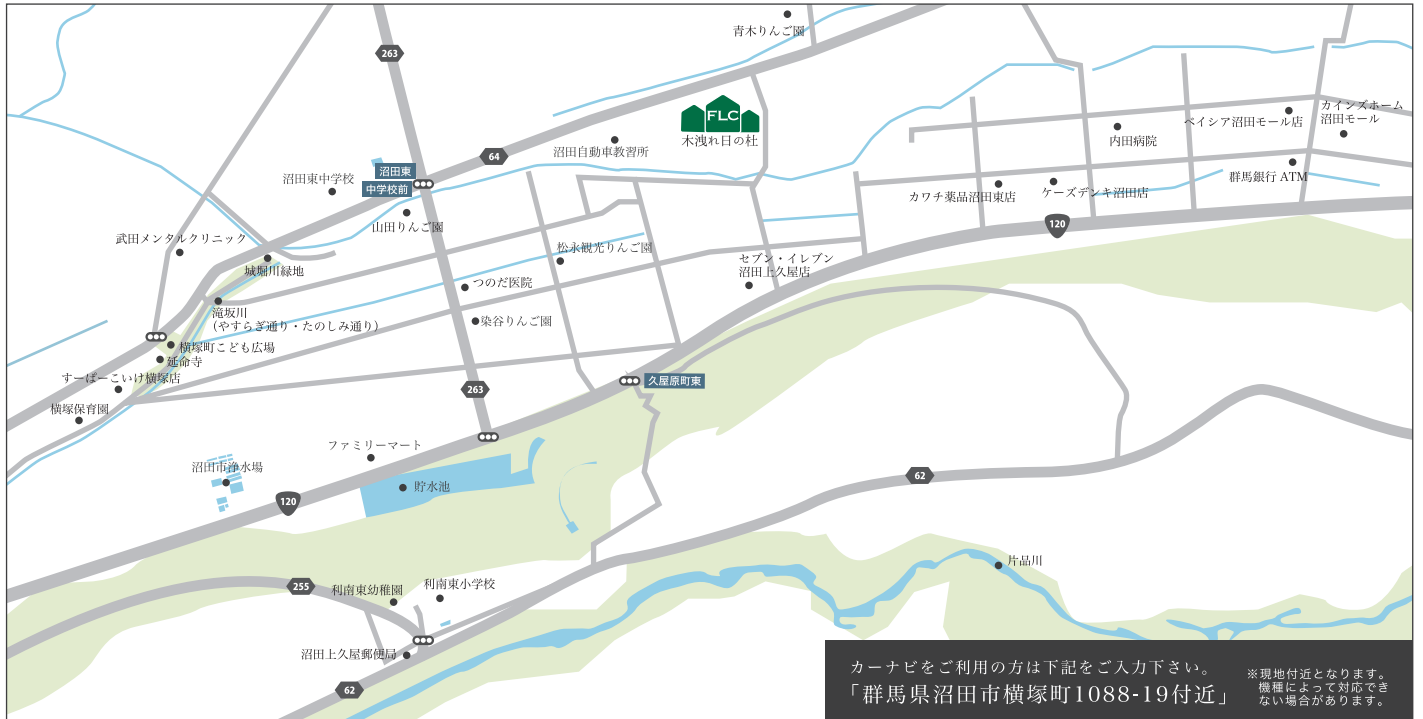 青木りんご園
263
FLC
木洩れ日の杜
カインズホーム
沼田モール
ベイシア沼田モール店
内田病院
沼田自動車教習所
64
沼田東
中学校前
沼田東中学校
群馬銀行 ATM
カワチ薬品沼田東店
ケーズデンキ沼田店
120
山田りんご園
武田メンタルクリニック
松永観光りんご園
城堀川緑地
セブン・イレブン
沼田上久屋店
つのだ医院
滝坂川
(やすらぎ通り・たのしみ通り)
染谷りんご園
横塚町こども広場
延命寺
すーぱーこいけ横塚店
263
久屋原町東
横塚保育園
ファミリーマート
沼田市浄水場
貯水池
62
120
片品川
255
利南東幼稚園
利南東小学校
沼田上久屋郵便局
62
カーナビをご利用の方は下記をご入力下さい。
「群馬県沼田市横塚町1088-19付近」
※現地付近となります。
機種によって対応でき
ない場合があります。